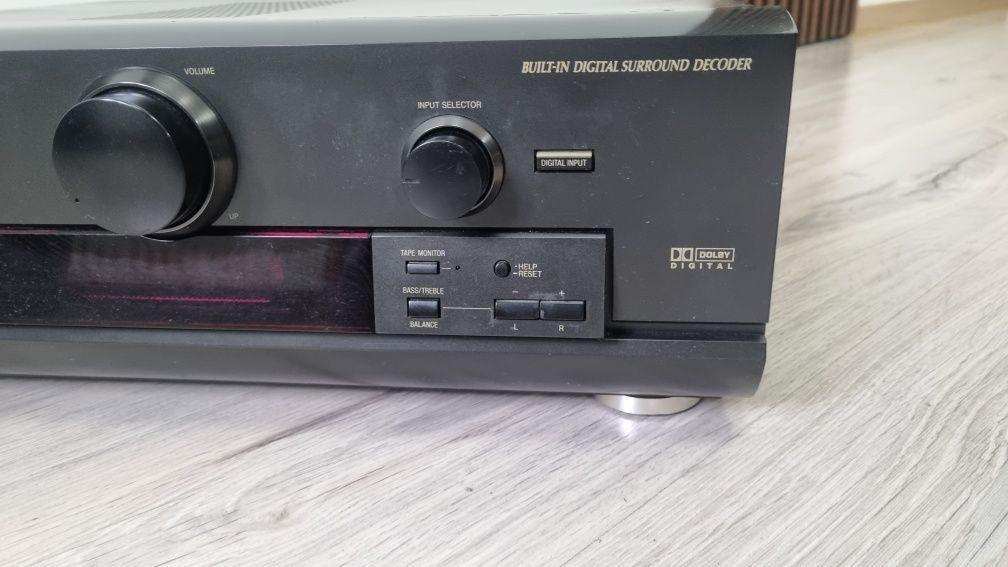 BUILT-IN DIGITAL SURROUND DECODER
VOLUME
INPUT SELECTOR
DIGITAL INPUT
UP
TAPE MONITOR
-HELP
-RESET
DOLBY
DIGITAL
BASS/TREBLE
- +
BALANCE
L R